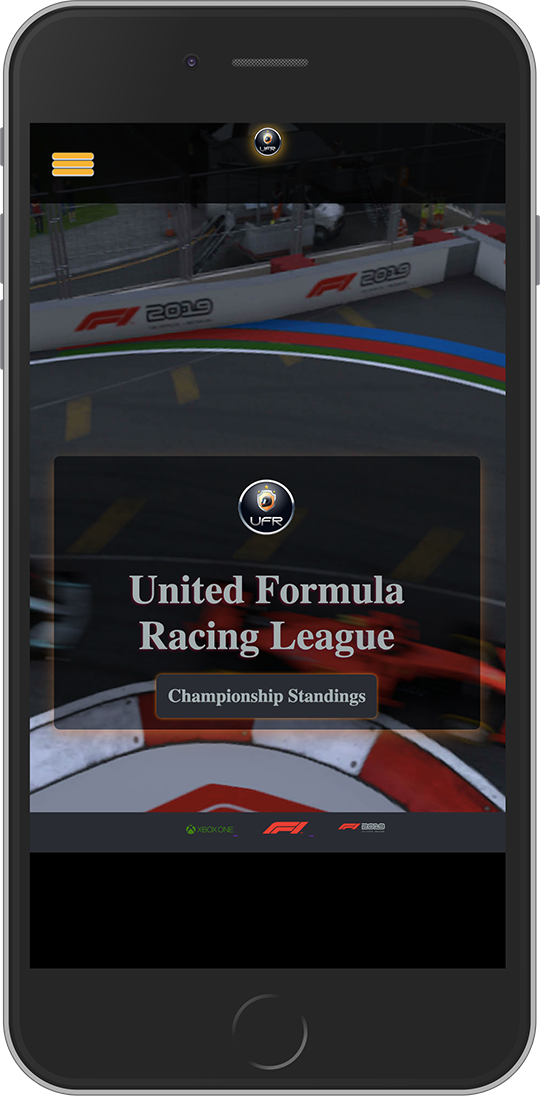 UFR
F1 2019
F1 2019
UFR
United Formula
Racing League
Championship Standings
XBOX ONE
F1
F1 2019